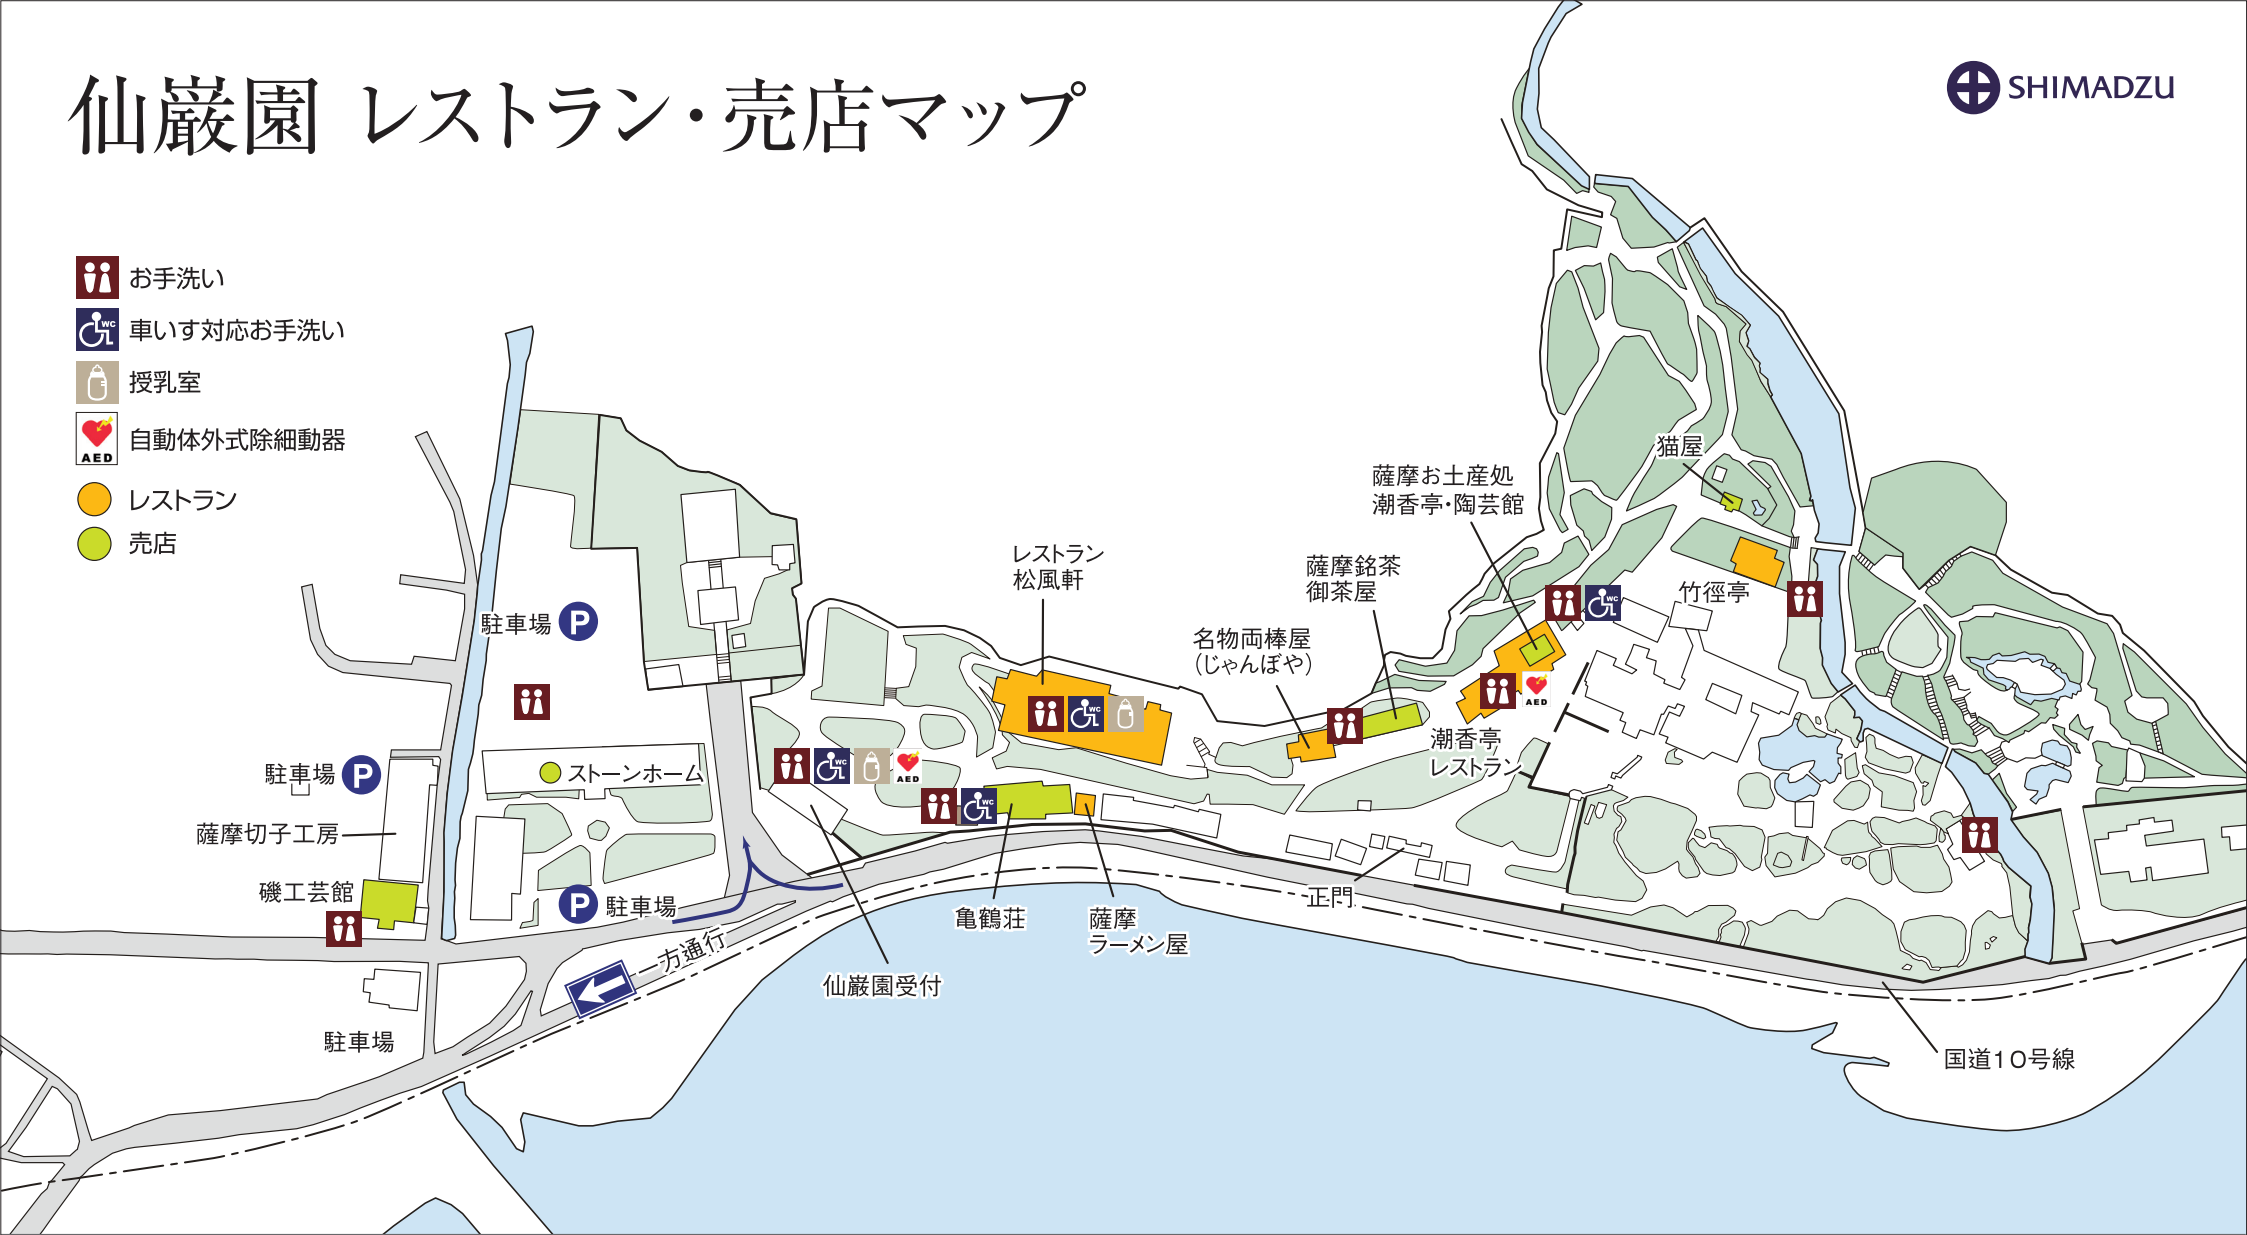 仙巌園 レストラン・売店マップ
SHIMADZU
お手洗い
WC
車いす対応お手洗い
授乳室
AED
自動体外式除細動器
レストラン
売店
猫屋
薩摩お土産処
潮香亭・陶芸館
レストラン
松風軒
薩摩銘茶
御茶屋
名物両棒屋
(じゃんぼや)
竹徑亭
WC
駐車場
P
WC
AED
潮香亭
レストラン
駐車場
P
ストーンホーム
WC
AED
WC
薩摩切子工房
磯工芸館
P
駐車場
正門
亀鶴荘
薩摩
ラーメン屋
一方通行
仙巌園受付
駐車場
国道10号線